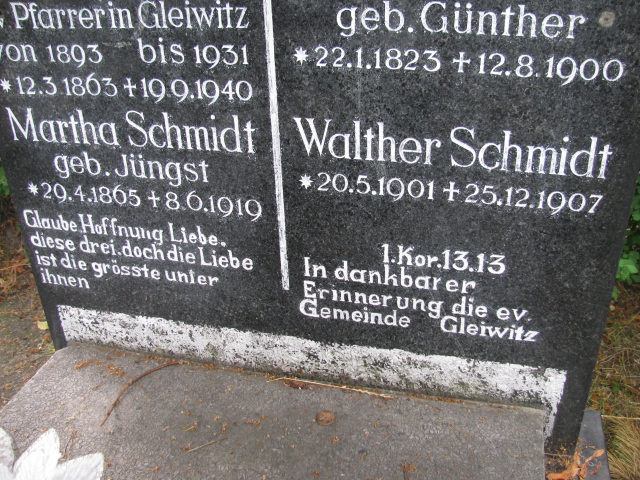 Pfarrer in Gleiwitz
von 1893 bis 1931
*12.3.1863 +19.9.1940
Martha Schmidt
geb. Jüngst
*29.4.1865 +8.6.1919
Glaube. Hoffnung Liebe.
diese drei. doch die Liebe
ist die grösste unter
ihnen
geb. Günther
*22.1.1823 +12.8.1900
Walther Schmidt
*20.5.1901 +25.12.1907
1.Kor.13.13
In dankbarer
Erinnerung die ev.
Gemeinde Gleiwitz